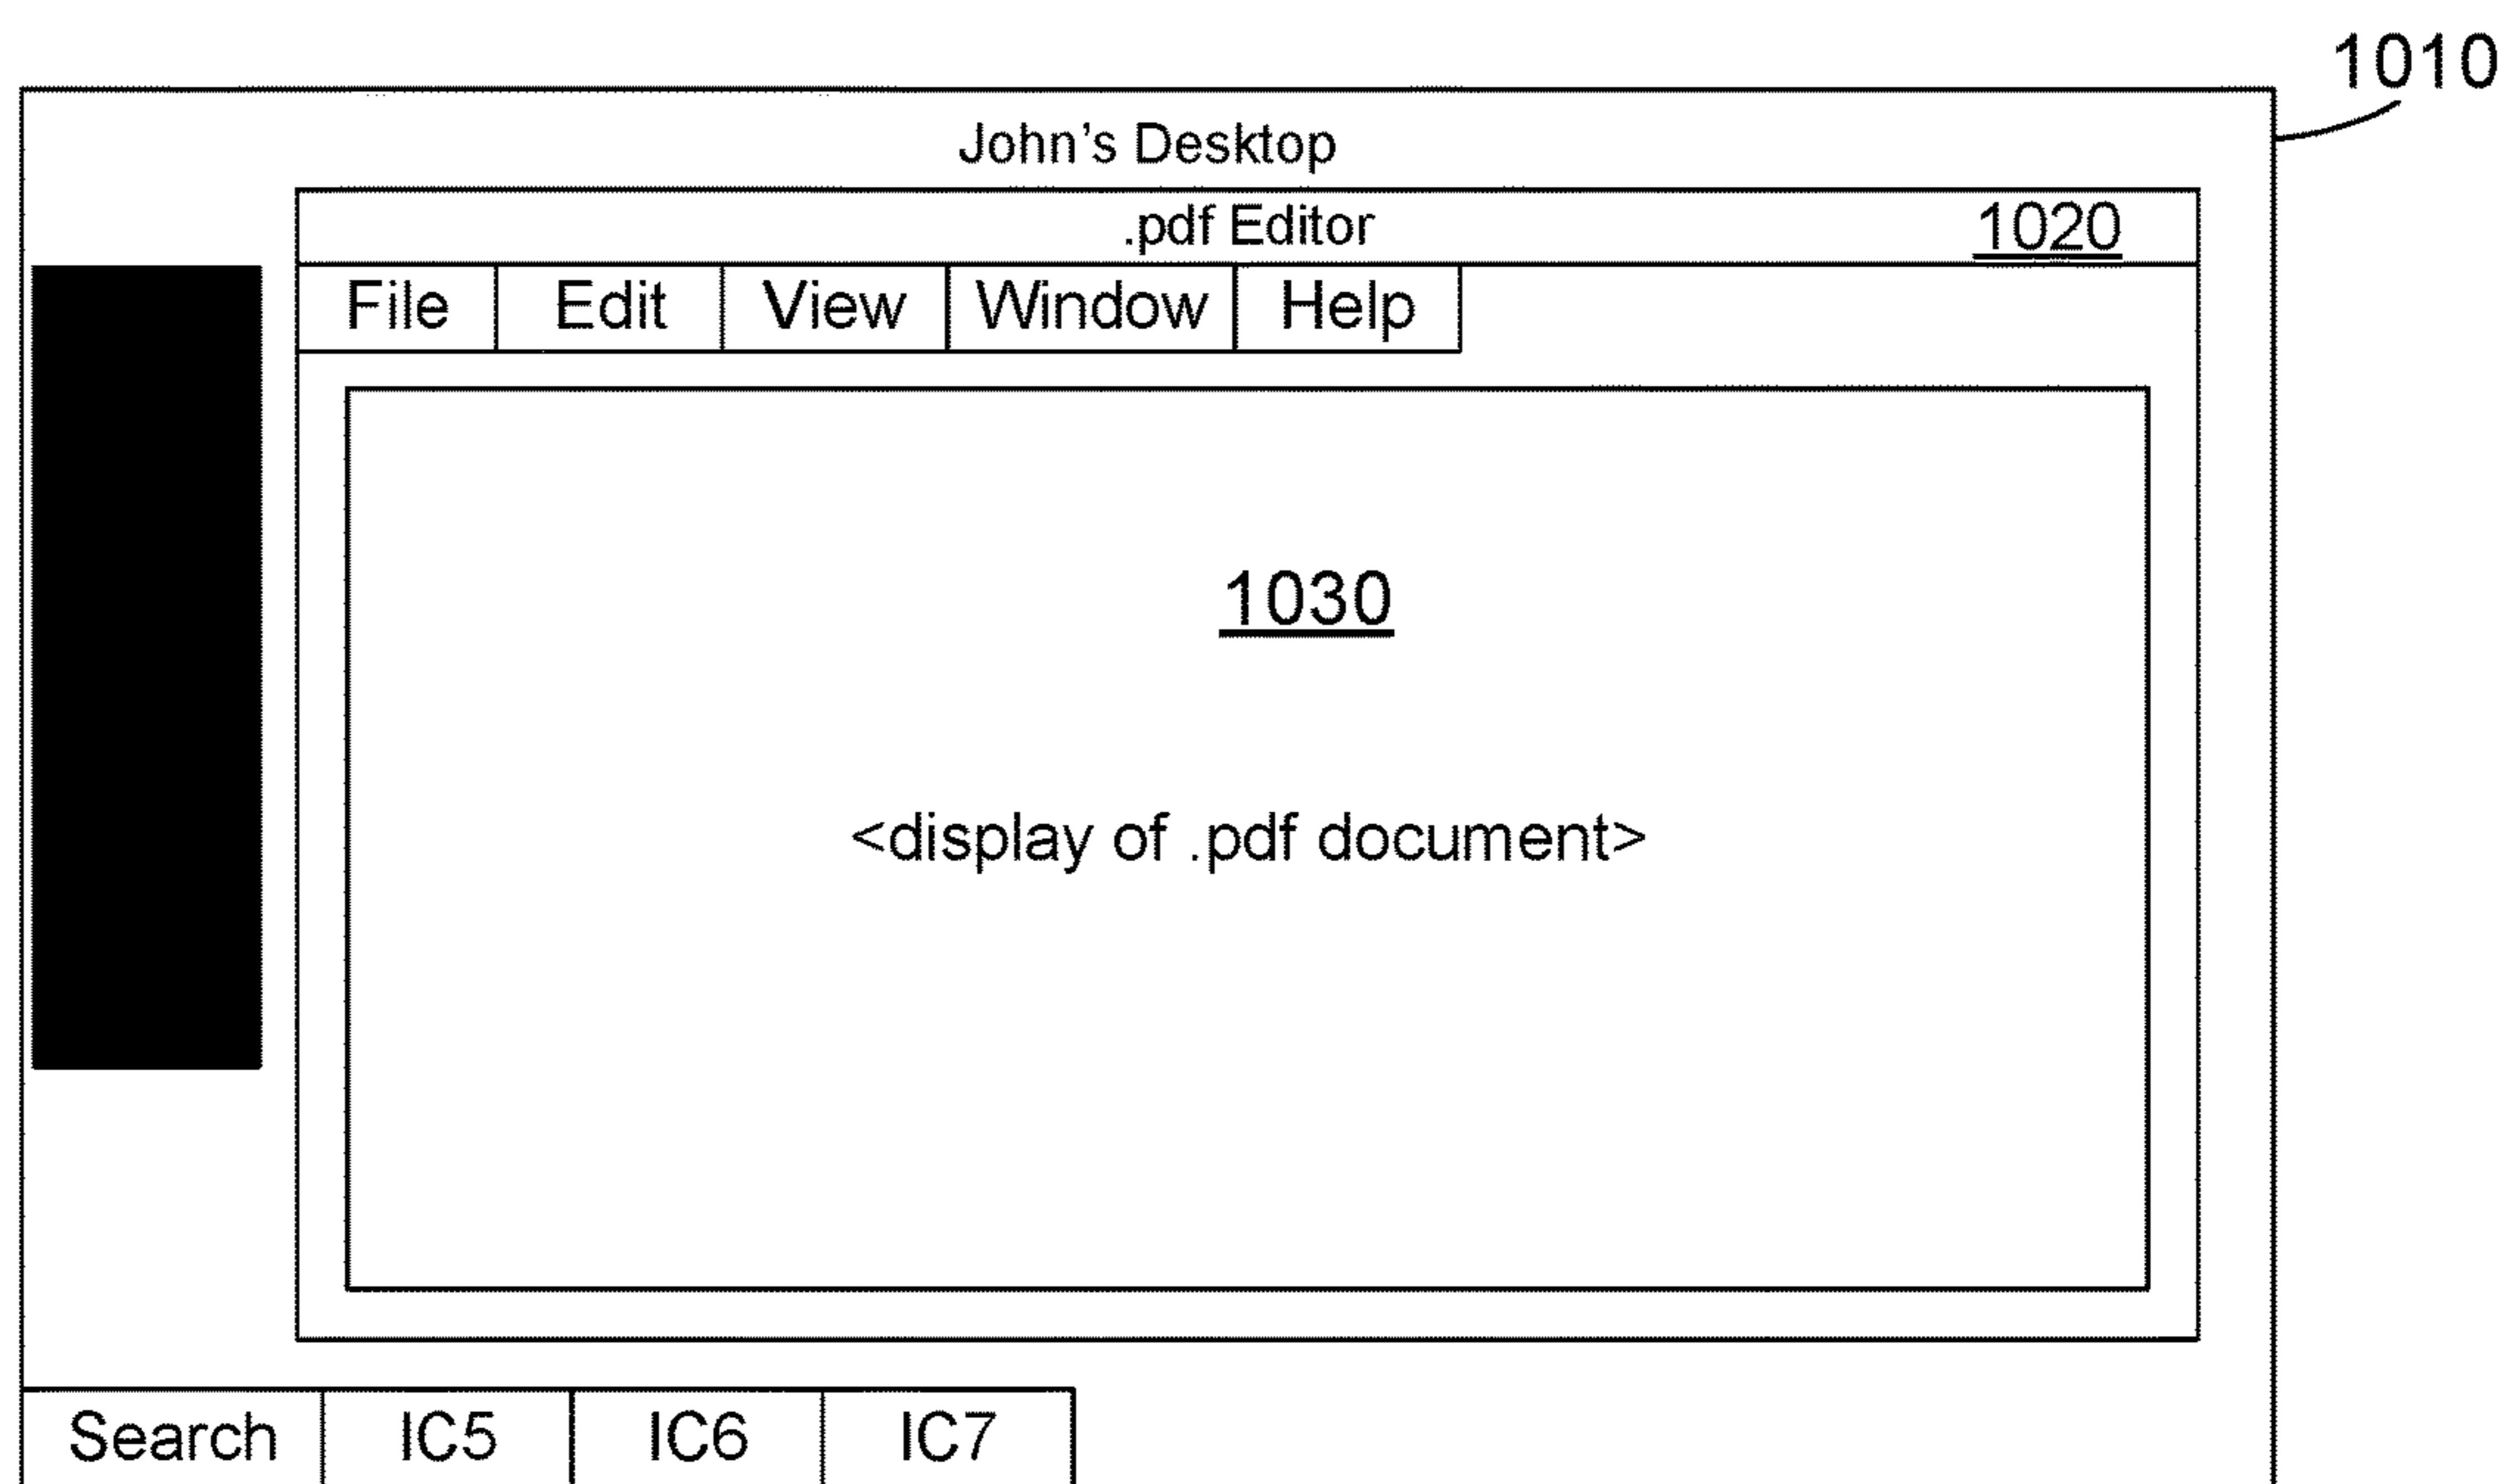 1010
John's Desktop
.pdf Editor 1020
File Edit View Window Help
1030
<display of .pdf document>
Search IC5 IC6 IC7